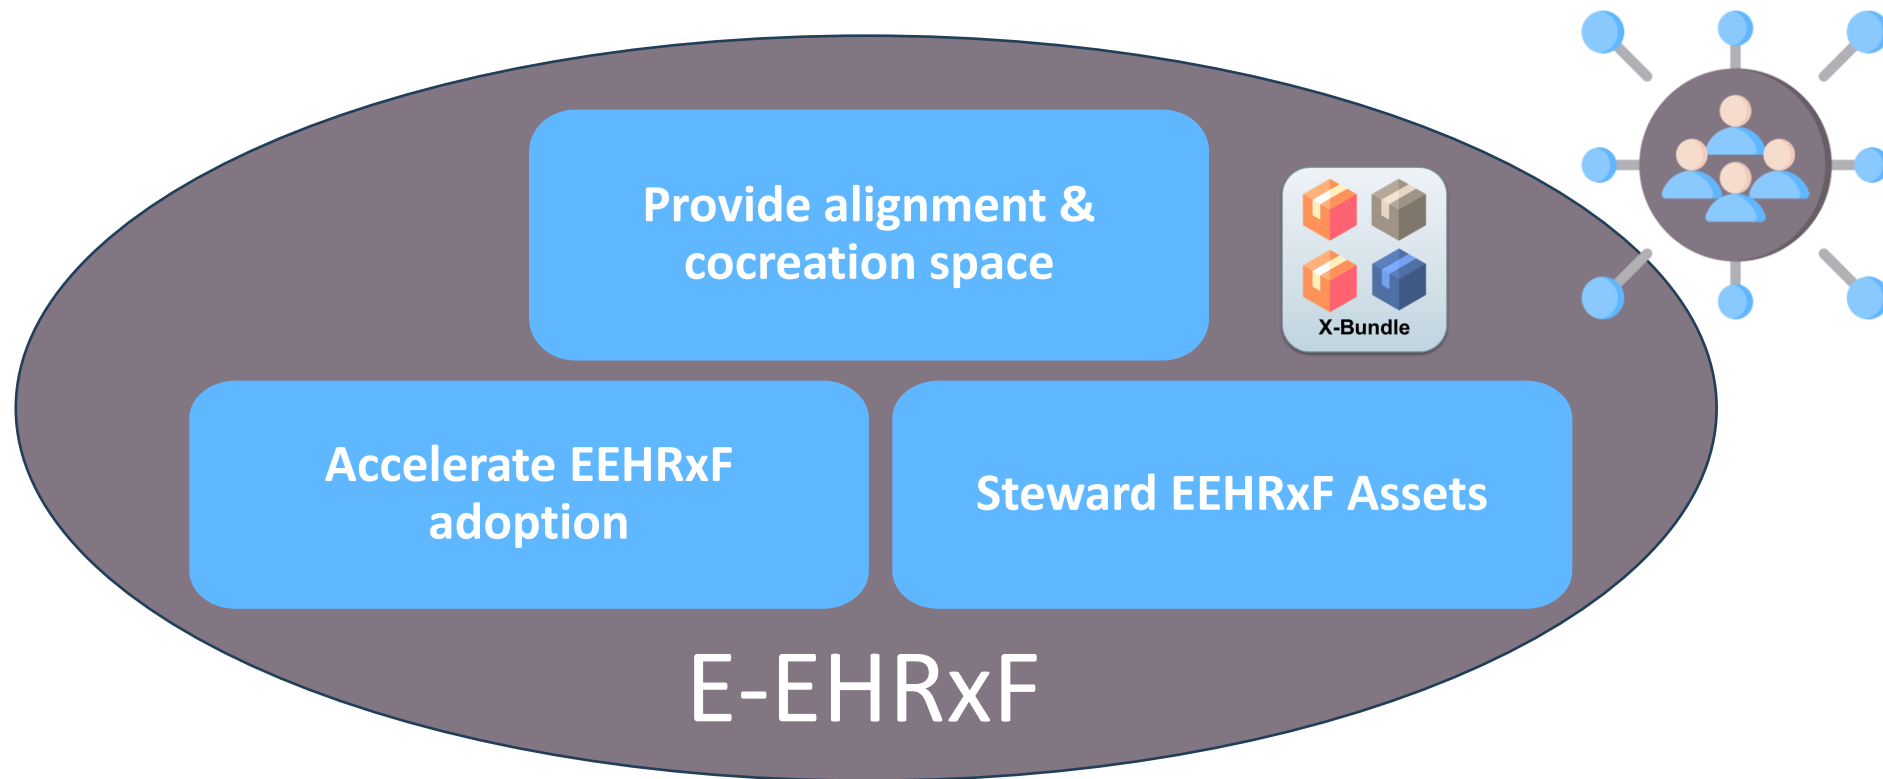 Provide alignment &
cocreation space
X-Bundle
Accelerate EEHRxF
adoption
Steward EEHRxF Assets
E-EHRxF